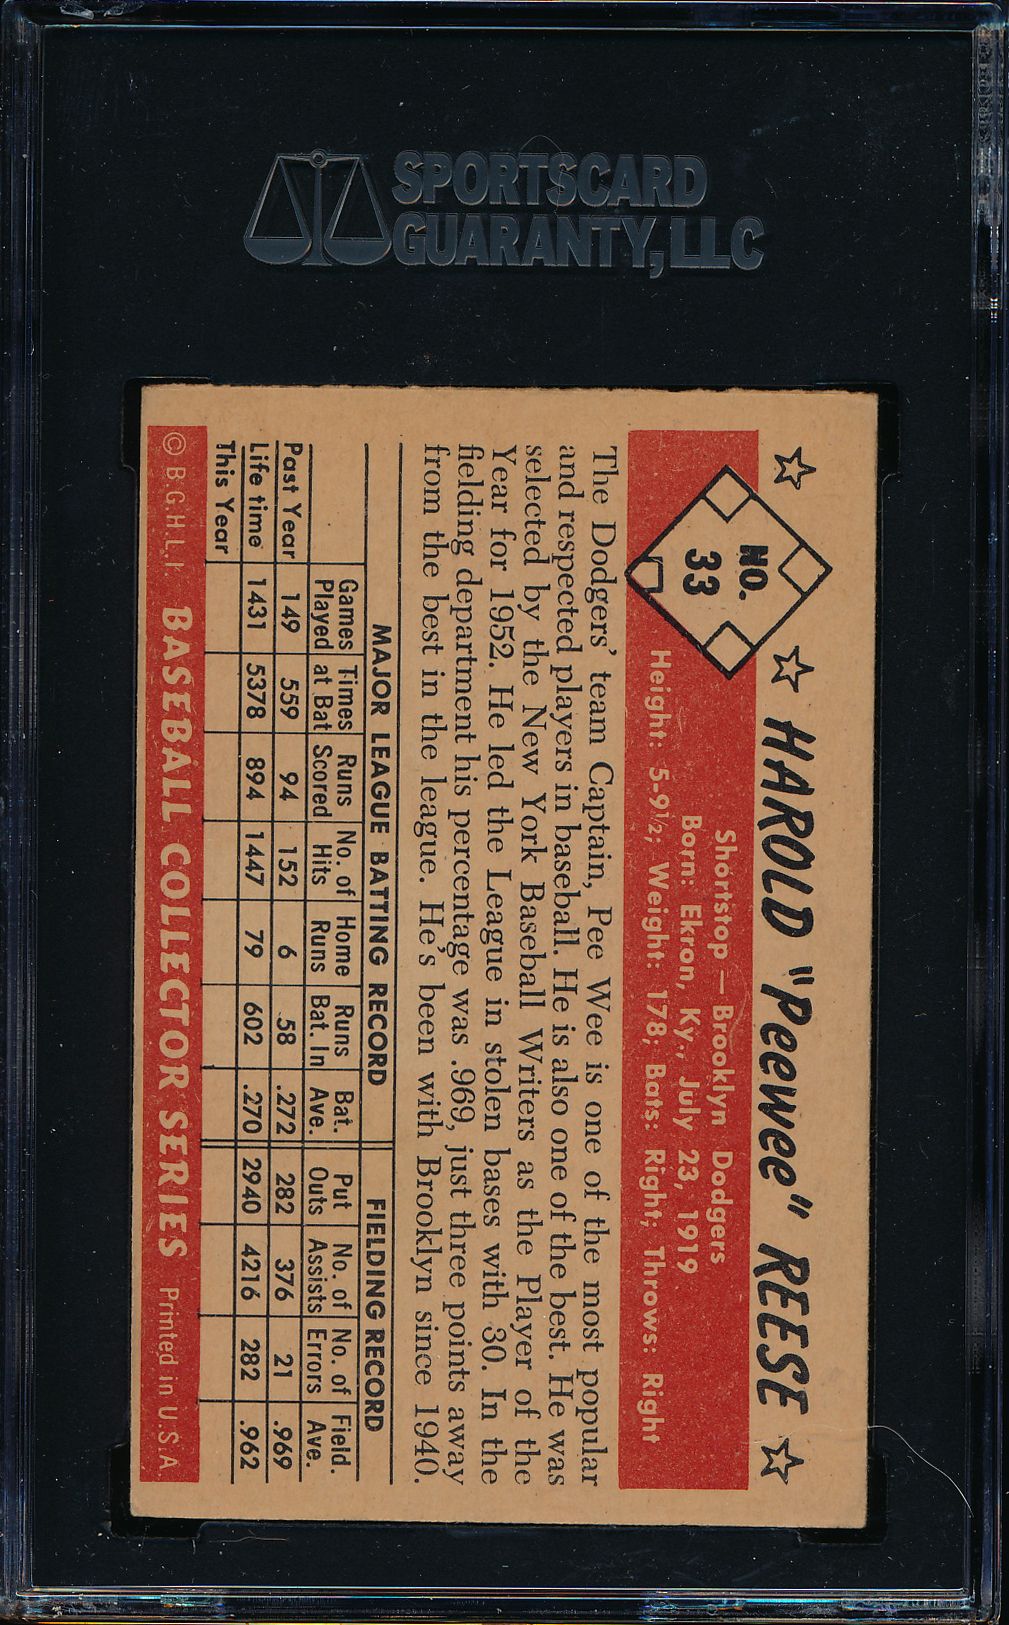 SPORTSCARD
GUARANTY, LLC
HAROLD "Peewee" REESE
NO.
33
Shortstop — Brooklyn Dodgers
Born: Ekron, Ky., July 23, 1919
Height: 5-9½; Weight: 178; Bats: Right; Throws: Right
The Dodgers' team Captain, Pee Wee is one of the most popular
and respected players in baseball. He is also one of the best. He was
selected by the New York Baseball Writers as the Player of the
Year for 1952. He led the League in stolen bases with 30. In the
fielding department his percentage was .969, just three points away
from the best in the league. He's been with Brooklyn since 1940.
MAJOR LEAGUE BATTING RECORD FIELDING RECORD
Games Times Runs No. of Home Runs Bat. Put No. of No. of Field.
Played at Bat Scored Hits Runs Bat. In Ave. Outs Assists Errors Ave.
Past Year 149 559 94 152 6 58 .272 282 376 21 .969
Life time 1431 5378 894 1447 79 602 .270 2940 4216 282 .962
This Year
© B.G.H.L.I. BASEBALL COLLECTOR SERIES Printed in U.S.A.